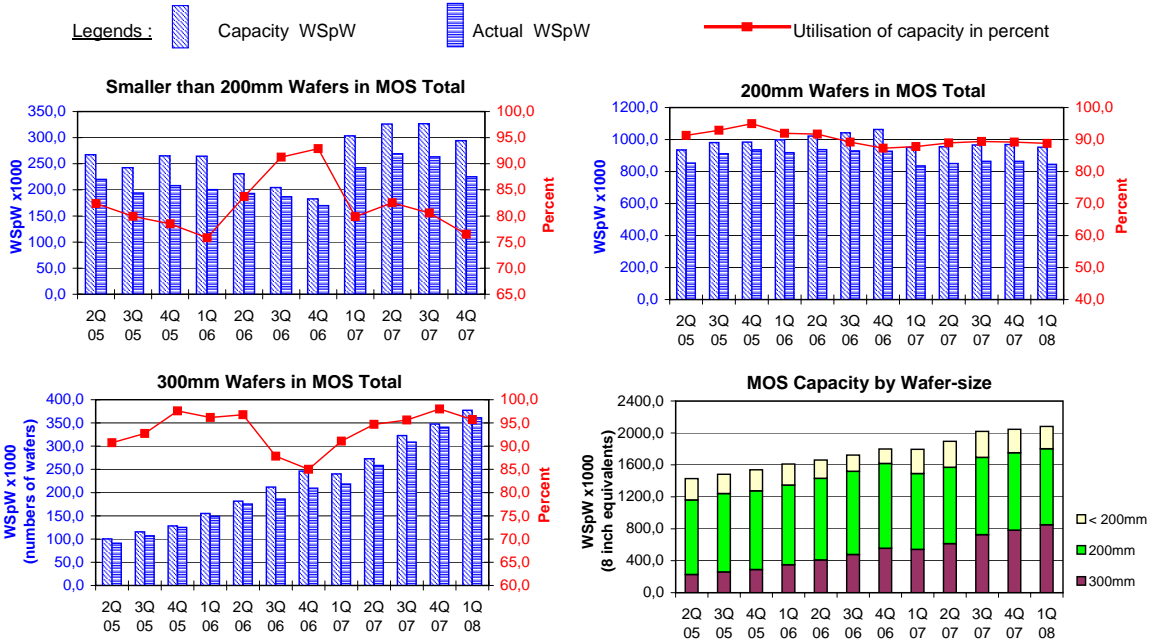 Legends :
Capacity WSpW
Actual WSpW
Utilisation of capacity in percent
Smaller than 200mm Wafers in MOS Total
WSpW x1000
350,0
300,0
250,0
200,0
150,0
100,0
50,0
0,0
100,0
95,0
90,0
85,0
80,0
75,0
70,0
65,0
Percent
2Q 3Q 4Q 1Q 2Q 3Q 4Q 1Q 2Q 3Q 4Q
05 05 05 06 06 06 06 07 07 07 07
200mm Wafers in MOS Total
WSpW x1000
1200,0
1000,0
800,0
600,0
400,0
200,0
0,0
100,0
90,0
80,0
70,0
60,0
50,0
40,0
Percent
2Q 3Q 4Q 1Q 2Q 3Q 4Q 1Q 2Q 3Q 4Q 1Q
05 05 05 06 06 06 06 07 07 07 07 08
300mm Wafers in MOS Total
WSpW x1000
(numbers of wafers)
400,0
350,0
300,0
250,0
200,0
150,0
100,0
50,0
0,0
100,0
95,0
90,0
85,0
80,0
75,0
70,0
65,0
60,0
Percent
2Q 3Q 4Q 1Q 2Q 3Q 4Q 1Q 2Q 3Q 4Q 1Q
05 05 05 06 06 06 06 07 07 07 07 08
MOS Capacity by Wafer-size
WSpW x1000
(8 inch equivalents)
2400,0
2000,0
1600,0
1200,0
800,0
400,0
0,0
2Q 3Q 4Q 1Q 2Q 3Q 4Q 1Q 2Q 3Q 4Q 1Q
05 05 05 06 06 06 06 07 07 07 07 08
< 200mm
200mm
300mm